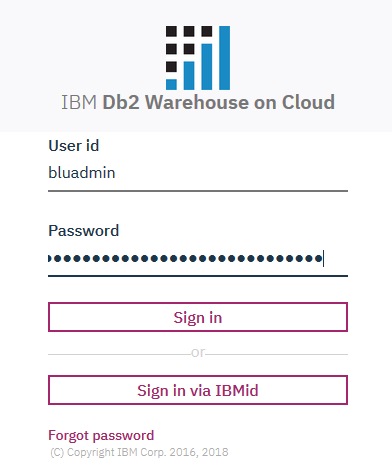 IBM Db2 Warehouse on Cloud
User id
bluadmin
Password
Sign in
or
Sign in via IBMid
Forgot password
(C) Copyright IBM Corp. 2016, 2018